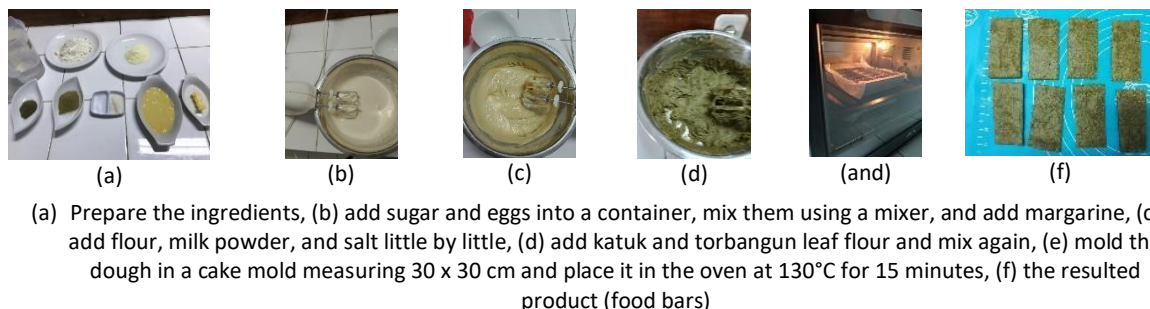 (a)
(b)
(c)
(d)
(and)
(f)
(a) Prepare the ingredients, (b) add sugar and eggs into a container, mix them using a mixer, and add margarine, (c
add flour, milk powder, and salt little by little, (d) add katuk and torbangun leaf flour and mix again, (e) mold th
dough in a cake mold measuring 30 x 30 cm and place it in the oven at 130°C for 15 minutes, (f) the resulted
product (food bars)